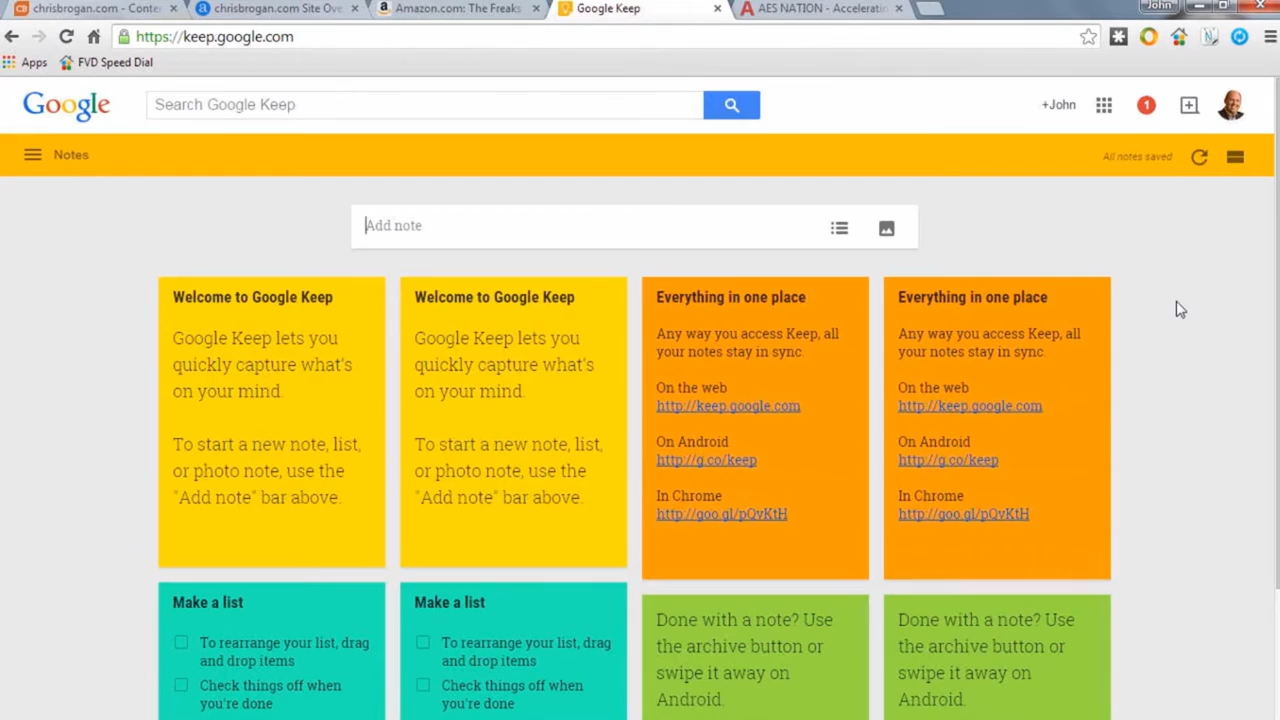 chrisbrogan.com - Conte
chrisbrogan.com Site Ov
Amazon.com: The Freaks
Google Keep
AES NATION - Accelerati
John
https://keep.google.com
Apps
FVD Speed Dial
Google
Search Google Keep
+John
1
Notes
All notes saved
Add note
Welcome to Google Keep
Google Keep lets you
quickly capture what's
on your mind.
To start a new note, list,
or photo note, use the
"Add note" bar above.
Welcome to Google Keep
Google Keep lets you
quickly capture what's
on your mind.
To start a new note, list,
or photo note, use the
"Add note" bar above.
Everything in one place
Any way you access Keep, all
your notes stay in sync.
On the web
http://keep.google.com
On Android
http://g.co/keep
In Chrome
http://goo.gl/pQvKtH
Everything in one place
Any way you access Keep, all
your notes stay in sync.
On the web
http://keep.google.com
On Android
http://g.co/keep
In Chrome
http://goo.gl/pQvKtH
Make a list
To rearrange your list, drag
and drop items
Check things off when
you're done
Make a list
To rearrange your list, drag
and drop items
Check things off when
you're done
Done with a note? Use
the archive button or
swipe it away on
Android.
Done with a note? Use
the archive button or
swipe it away on
Android.